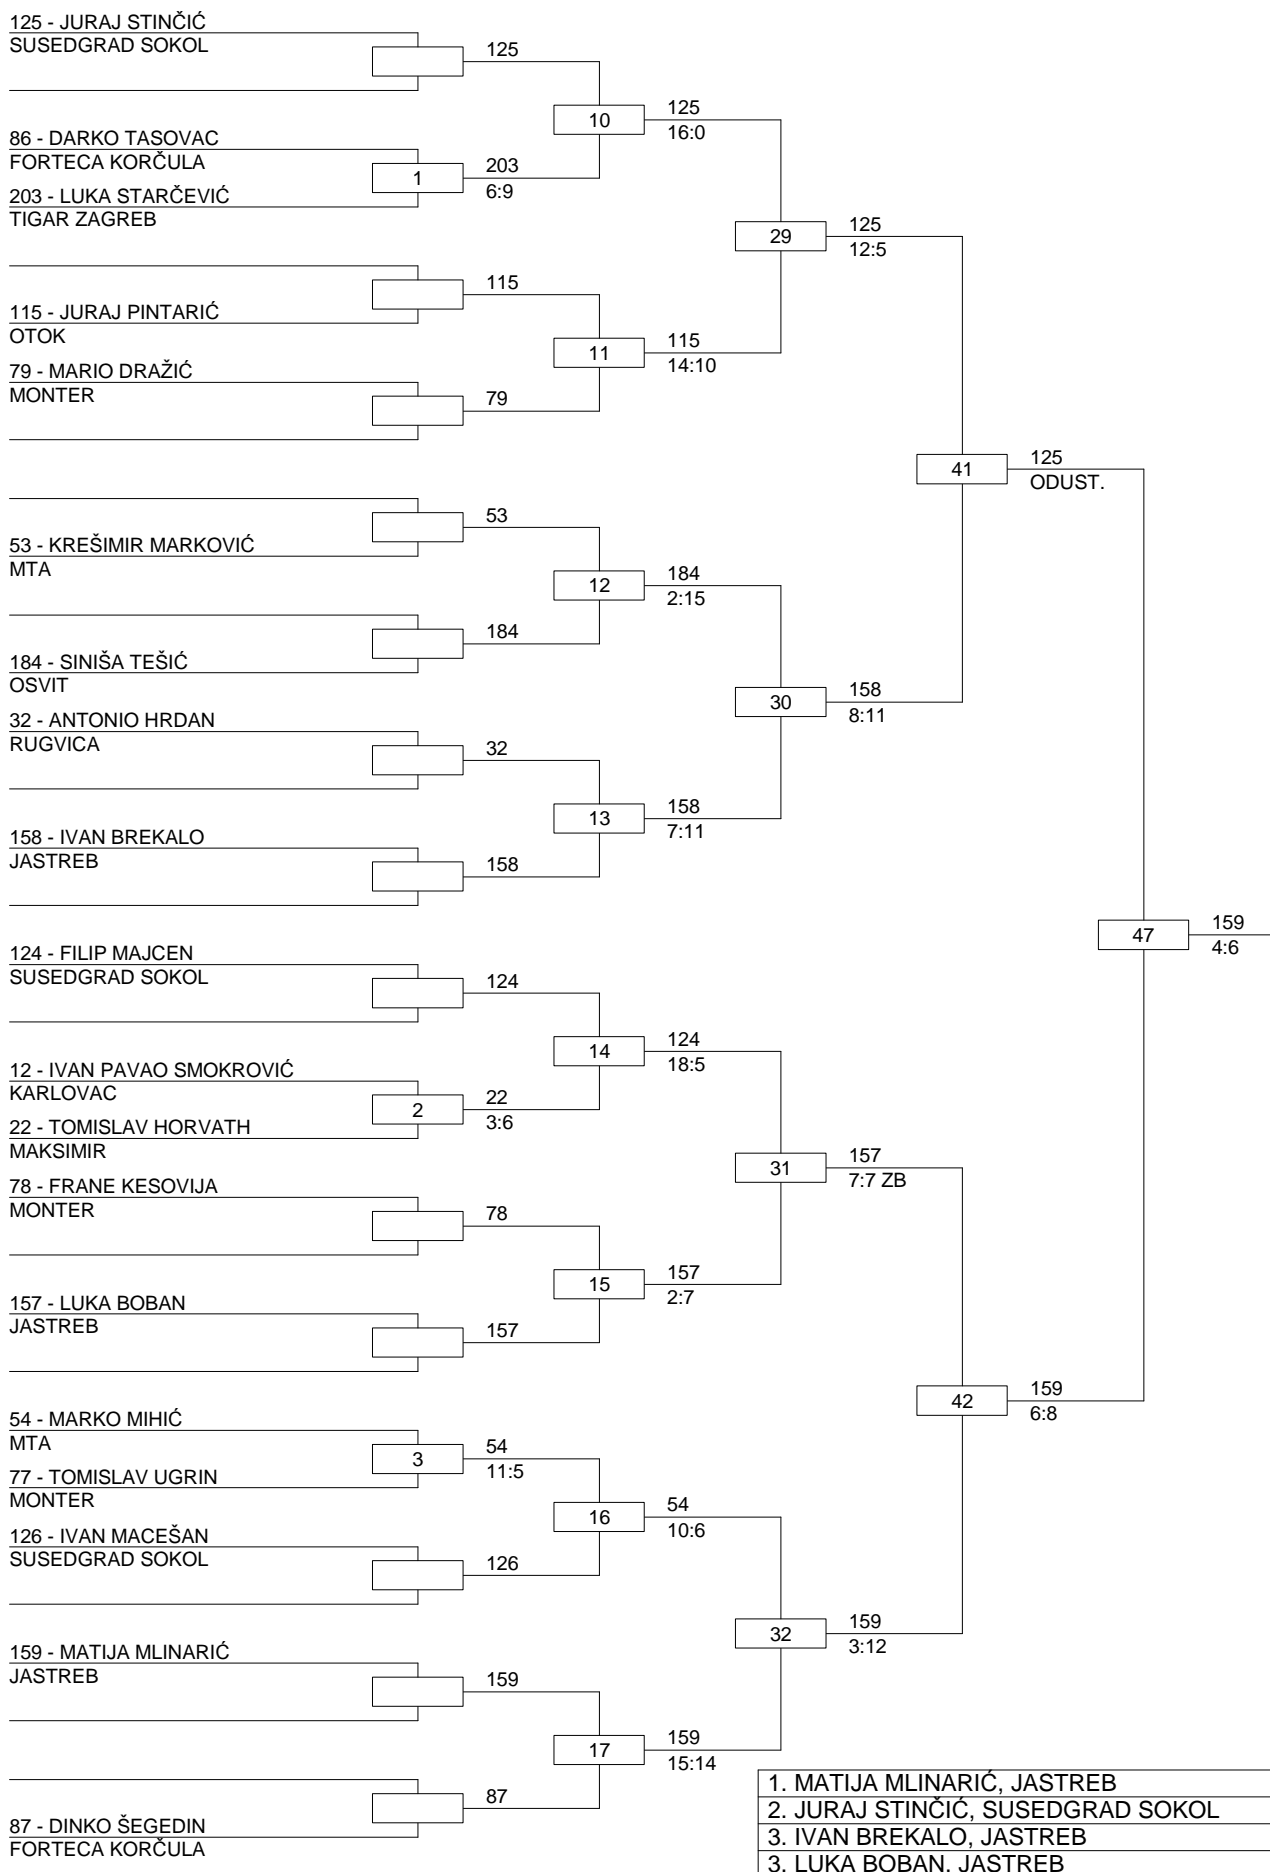 125 - JURAJ STINČIĆ
SUSEDGRAD SOKOL
125
10
125
16:0
86 - DARKO TASOVAC
FORTECA KORČULA
1
203
6:9
203 - LUKA STARČEVIĆ
TIGAR ZAGREB
29
125
12:5
115
115 - JURAJ PINTARIĆ
OTOK
11
115
14:10
79 - MARIO DRAŽIĆ
MONTER
79
41
125
ODUST.
53
53 - KREŠIMIR MARKOVIĆ
MTA
12
184
2:15
184
184 - SINIŠA TEŠIĆ
OSVIT
30
158
8:11
32 - ANTONIO HRDAN
RUGVICA
32
13
158
7:11
158 - IVAN BREKALO
JASTREB
158
47
159
4:6
124 - FILIP MAJCEN
SUSEDGRAD SOKOL
124
14
124
18:5
12 - IVAN PAVAO SMOKROVIĆ
KARLOVAC
2
22
3:6
22 - TOMISLAV HORVATH
MAKSIMIR
31
157
7:7 ZB
78 - FRANE KESOVIJA
MONTER
78
15
157
2:7
157 - LUKA BOBAN
JASTREB
157
42
159
6:8
54 - MARKO MIHIĆ
MTA
3
54
11:5
77 - TOMISLAV UGRIN
MONTER
16
54
10:6
126 - IVAN MACEŠAN
SUSEDGRAD SOKOL
126
32
159
3:12
159 - MATIJA MLINARIĆ
JASTREB
159
17
159
15:14
87
87 - DINKO ŠEGEDIN
FORTECA KORČULA
1. MATIJA MLINARIĆ, JASTREB
2. JURAJ STINČIĆ, SUSEDGRAD SOKOL
3. IVAN BREKALO, JASTREB
3. LUKA BOBAN, JASTREB